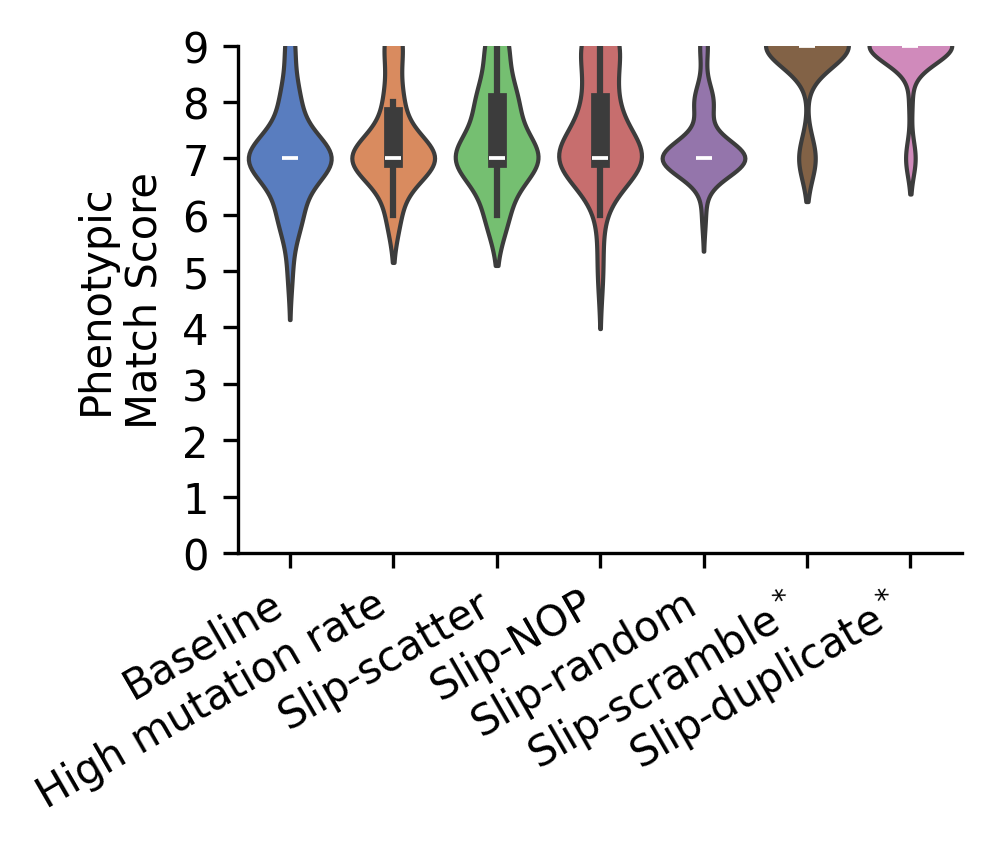 Phenotypic
Match Score
9
8
7
6
5
4
3
2
1
0
Baseline
High mutation rate
Slip-scatter
Slip-NOP
Slip-random
Slip-scramble*
Slip-duplicate*